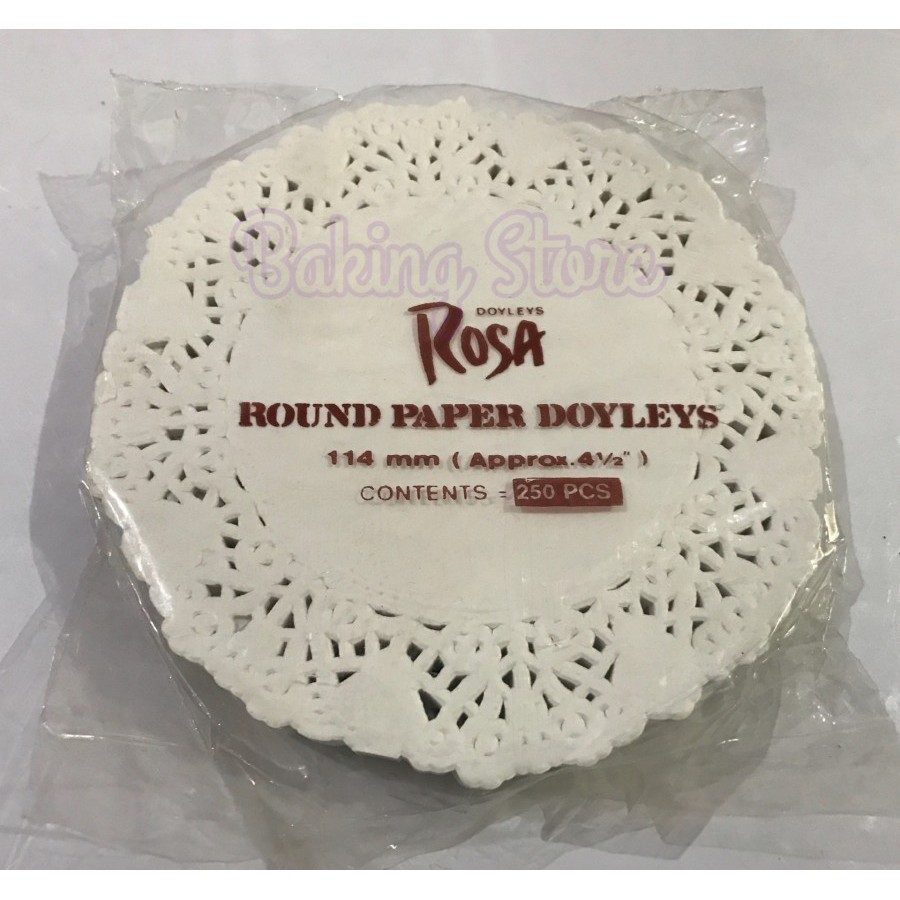 Baking Store
DOYLEYS
ROSA
ROUND PAPER DOYLEYS
114 mm ( Approx.4½" )
CONTENTS = 250 PCS